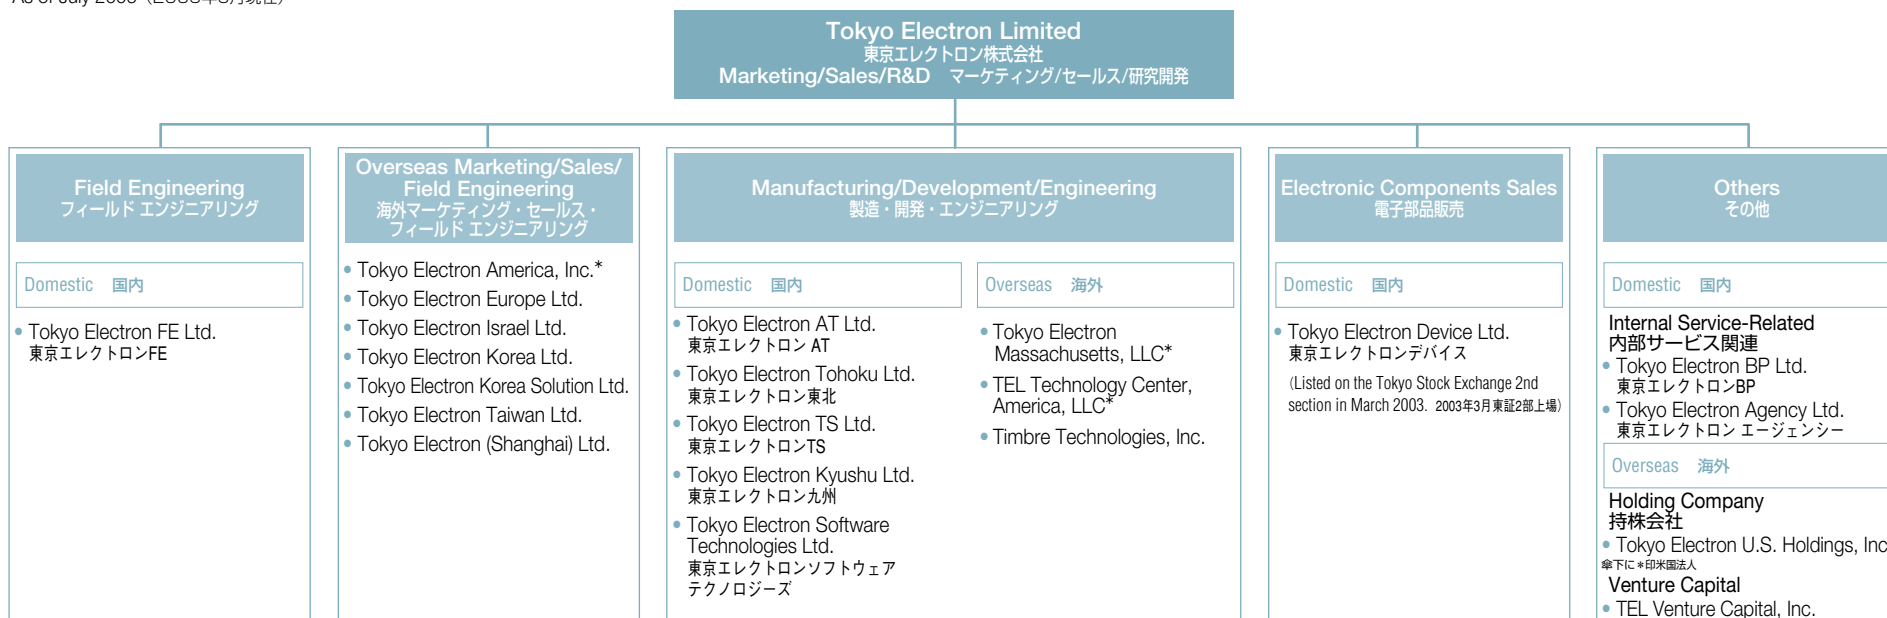 Tokyo Electron Limited
東京エレクトロン株式会社
Marketing/Sales/R&D マーケティング/セールス/研究開発
Field Engineering
フィールド エンジニアリング
Domestic 国内
• Tokyo Electron FE Ltd.
東京エレクトロンFE
Overseas Marketing/Sales/
Field Engineering
海外マーケティング・セールス・
フィールド エンジニアリング
• Tokyo Electron America, Inc.*
• Tokyo Electron Europe Ltd.
• Tokyo Electron Israel Ltd.
• Tokyo Electron Korea Ltd.
• Tokyo Electron Korea Solution Ltd.
• Tokyo Electron Taiwan Ltd.
• Tokyo Electron (Shanghai) Ltd.
Manufacturing/Development/Engineering
製造・開発・エンジニアリング
Domestic 国内
• Tokyo Electron AT Ltd.
東京エレクトロン AT
• Tokyo Electron Tohoku Ltd.
東京エレクトロン東北
• Tokyo Electron TS Ltd.
東京エレクトロンTS
• Tokyo Electron Kyushu Ltd.
東京エレクトロン九州
• Tokyo Electron Software
Technologies Ltd.
東京エレクトロンソフトウェア
テクノロジーズ
Overseas 海外
• Tokyo Electron
Massachusetts, LLC*
• TEL Technology Center,
America, LLC*
• Timbre Technologies, Inc.
Electronic Components Sales
電子部品販売
Domestic 国内
• Tokyo Electron Device Ltd.
東京エレクトロンデバイス
(Listed on the Tokyo Stock Exchange 2nd
section in March 2003. 2003年3月東証2部上場)
Others
その他
Domestic 国内
Internal Service-Related
内部サービス関連
• Tokyo Electron BP Ltd.
東京エレクトロンBP
• Tokyo Electron Agency Ltd.
東京エレクトロン エージェンシー
Overseas 海外
Holding Company
持株会社
• Tokyo Electron U.S. Holdings, Inc
傘下に*印米国法人
Venture Capital
• TEL Venture Capital, Inc.